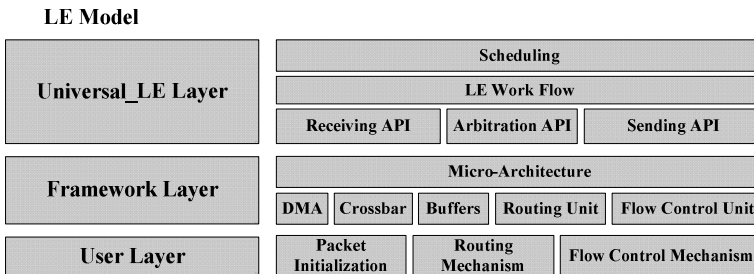 LE Model
Universal_LE Layer
Scheduling
LE Work Flow
Receiving API
Arbitration API
Sending API
Framework Layer
Micro-Architecture
DMA
Crossbar
Buffers
Routing Unit
Flow Control Unit
User Layer
Packet
Initialization
Routing
Mechanism
Flow Control Mechanism